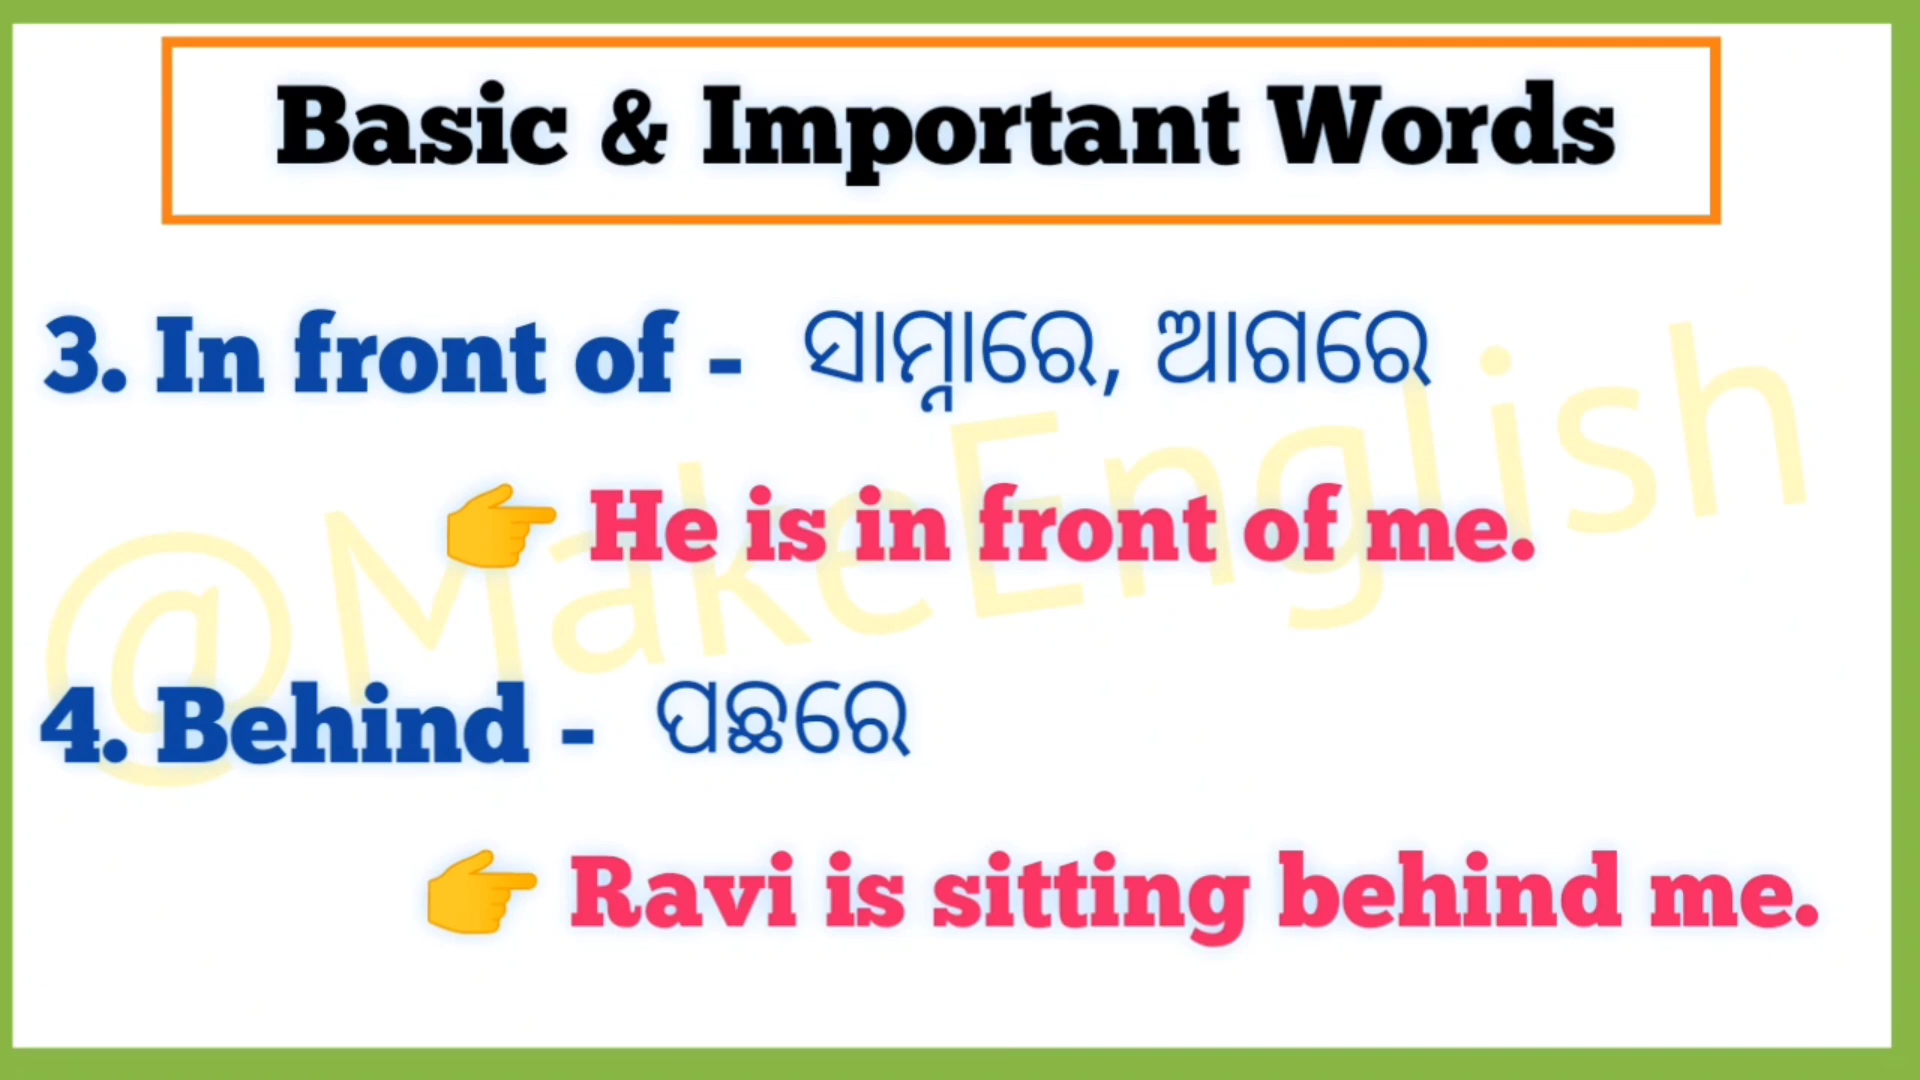 Basic & Important Words
3. In front of - ସାମ୍ନାରେ, ଆଗରେ
👉 He is in front of me.
@MakeEnglish
4. Behind - ପଛରେ
👉 Ravi is sitting behind me.